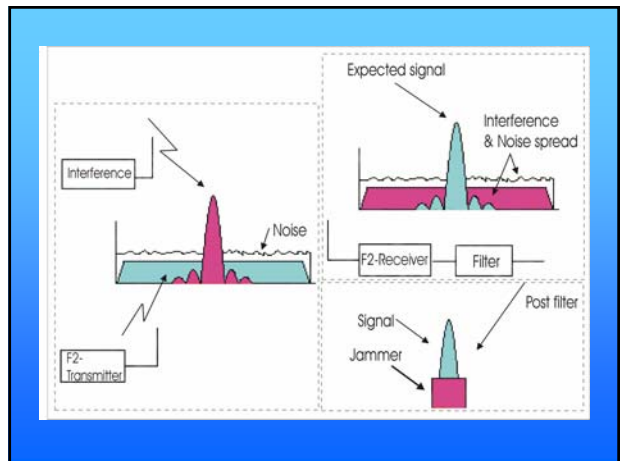 Interference
Noise
F2-
Transmitter
Expected signal
Interference
& Noise spread
F2-Receiver
Filter
Post filter
Signal
Jammer